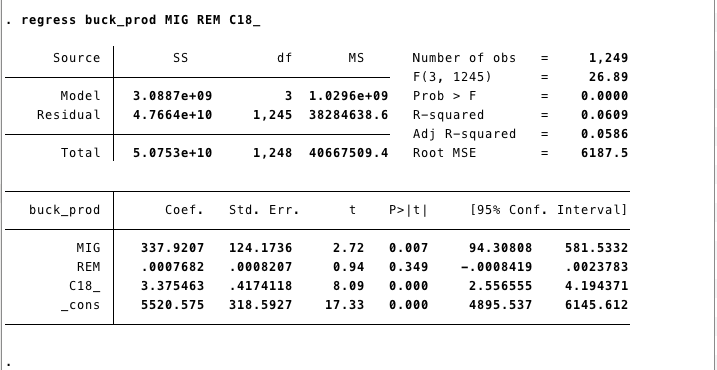 . regress buck_prod MIG REM C18_
Source SS df MS Number of obs = 1,249
F(3, 1245) = 26.89
Model 3.0887e+09 3 1.0296e+09 Prob > F = 0.0000
Residual 4.7664e+10 1,245 38284638.6 R-squared = 0.0609
Adj R-squared = 0.0586
Total 5.0753e+10 1,248 40667509.4 Root MSE = 6187.5
buck_prod Coef. Std. Err. t P>|t| [95% Conf. Interval]
MIG 337.9207 124.1736 2.72 0.007 94.30808 581.5332
REM .0007682 .0008207 0.94 0.349 -.0008419 .0023783
C18_ 3.375463 .4174118 8.09 0.000 2.556555 4.194371
_cons 5520.575 318.5927 17.33 0.000 4895.537 6145.612
.